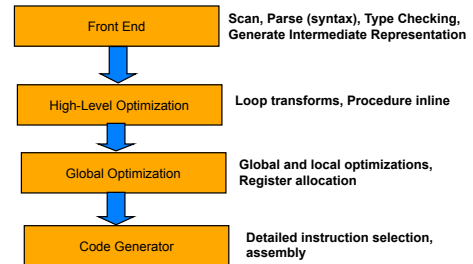 Front End
Scan, Parse (syntax), Type Checking,
Generate Intermediate Representation
High-Level Optimization
Loop transforms, Procedure inline
Global Optimization
Global and local optimizations,
Register allocation
Code Generator
Detailed instruction selection,
assembly